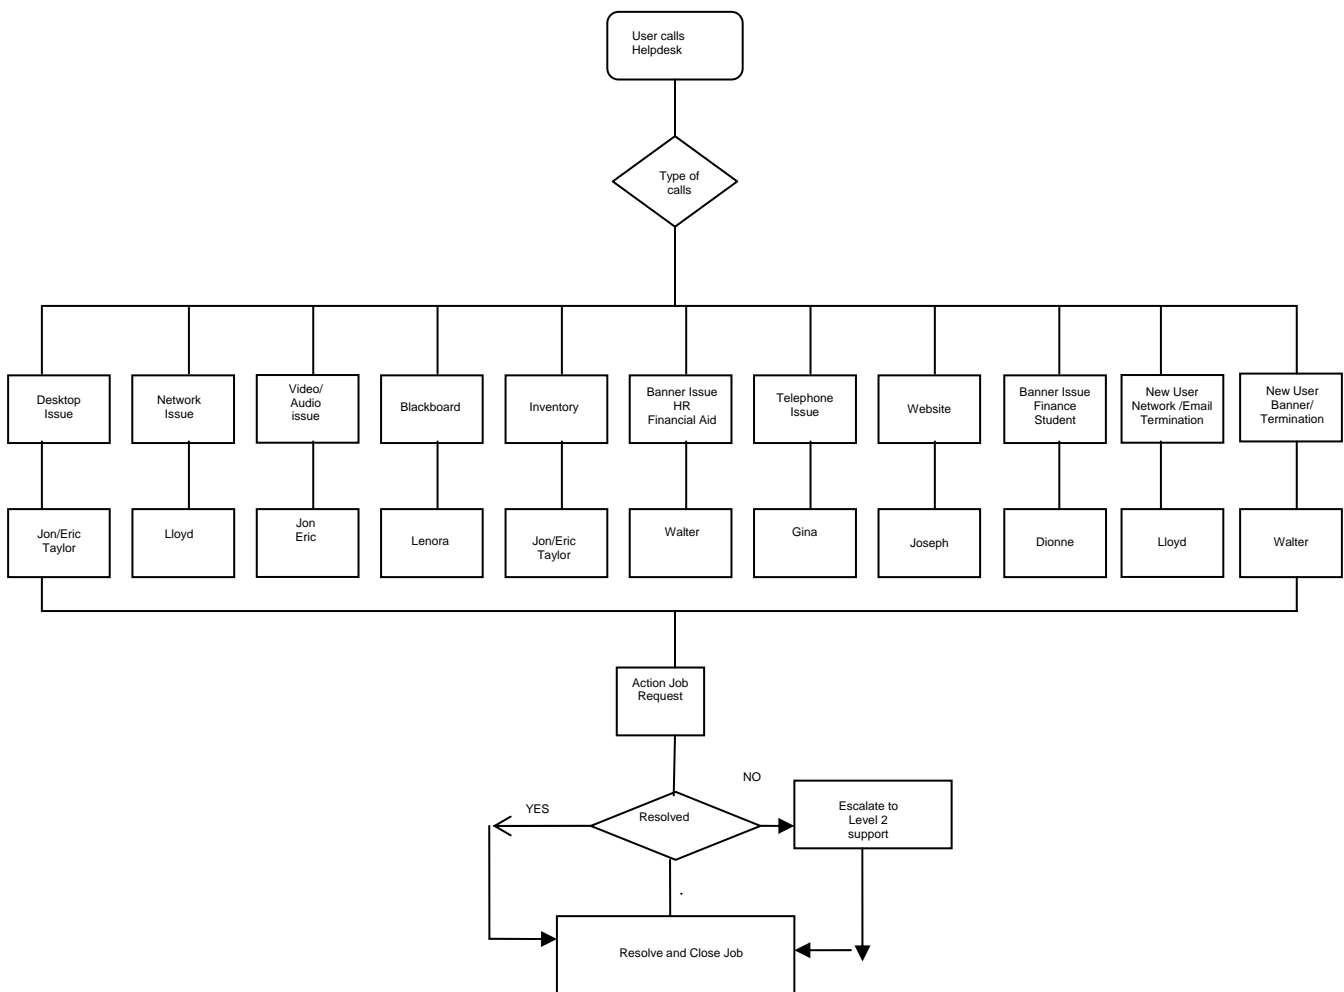 User calls
Helpdesk
Type of
calls
Desktop
Issue
Network
Issue
Video/
Audio
issue
Blackboard
Inventory
Banner Issue
HR
Financial Aid
Telephone
Issue
Website
Banner Issue
Finance
Student
New User
Network /Email
Termination
New User
Banner/
Termination
Jon/Eric
Taylor
Lloyd
Jon
Eric
Lenora
Jon/Eric
Taylor
Walter
Gina
Joseph
Dionne
Lloyd
Walter
Action Job
Request
NO
YES
Resolved
Escalate to
Level 2
support
.
Resolve and Close Job